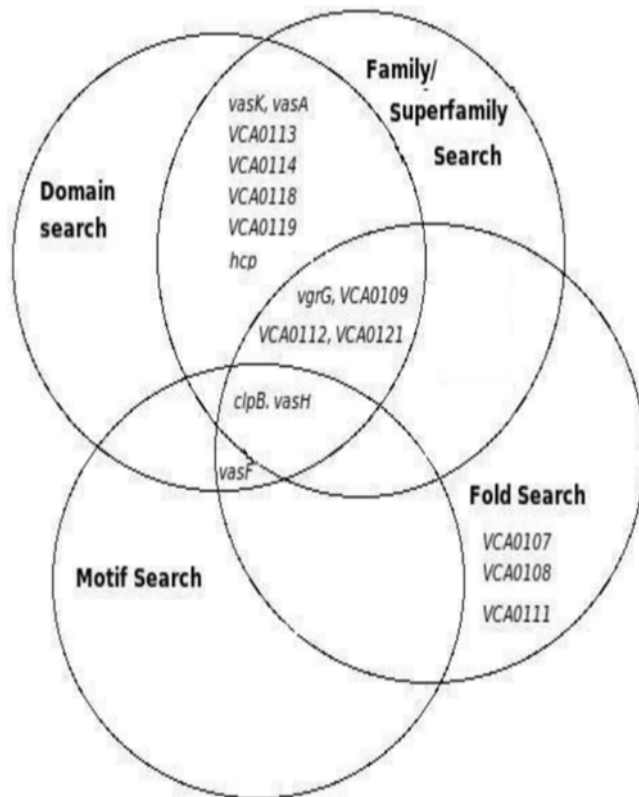 Family/
Superfamily
Search
vasK, vasA
VCA0113
VCA0114
VCA0118
VCA0119
hcp
Domain
search
vgrG, VCA0109
VCA0112, VCA0121
clpB. vasH
vasF
Fold Search
VCA0107
VCA0108
VCA0111
Motif Search